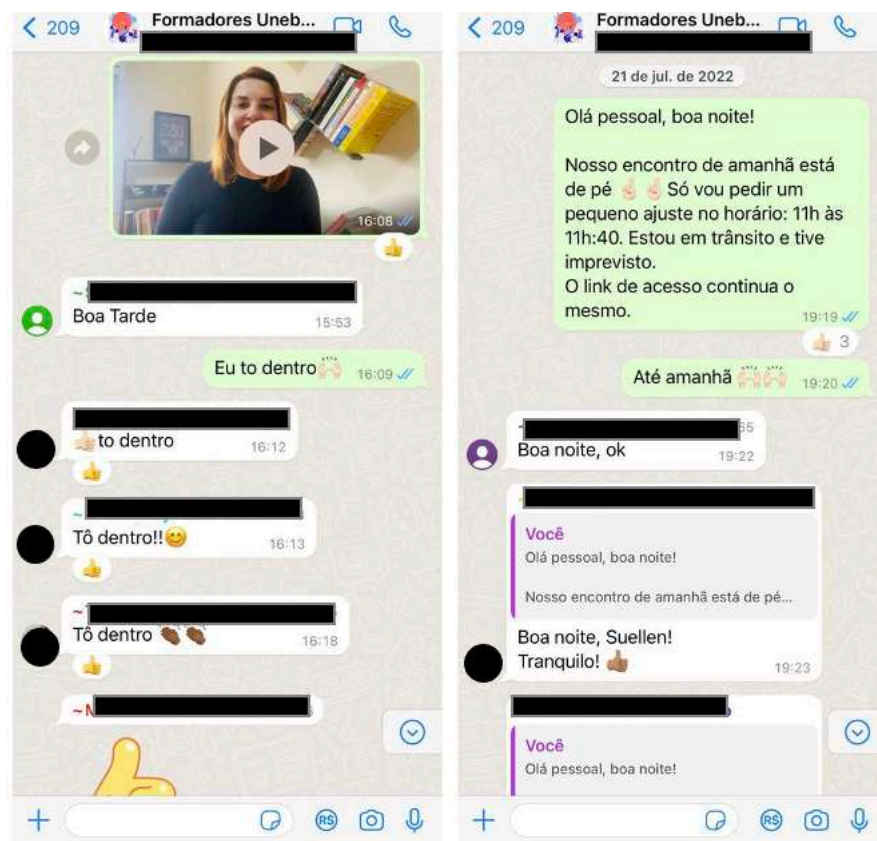 209
Formadores Uneb...
16:08
Boa Tarde
15:53
Eu to dentro🙌🏻
16:09
👍🏻to dentro
16:12
Tô dentro!!😊
16:13
Tô dentro 👏🏾👏🏾
16:18
R$
209
Formadores Uneb...
21 de jul. de 2022
Olá pessoal, boa noite!
Nosso encontro de amanhã está
de pé 🤞🏻🤞🏻Só vou pedir um
pequeno ajuste no horário: 11h às
11h:40. Estou em trânsito e tive
imprevisto.
O link de acesso continua o
mesmo.
19:19
3
Até amanhã 🙌🏻🙌🏻
19:20
Boa noite, ok
19:22
Você
Olá pessoal, boa noite!
Nosso encontro de amanhã está de pé...
Boa noite, Suellen!
Tranquilo! 👍🏽
19:23
Você
Olá pessoal, boa noite!
R$